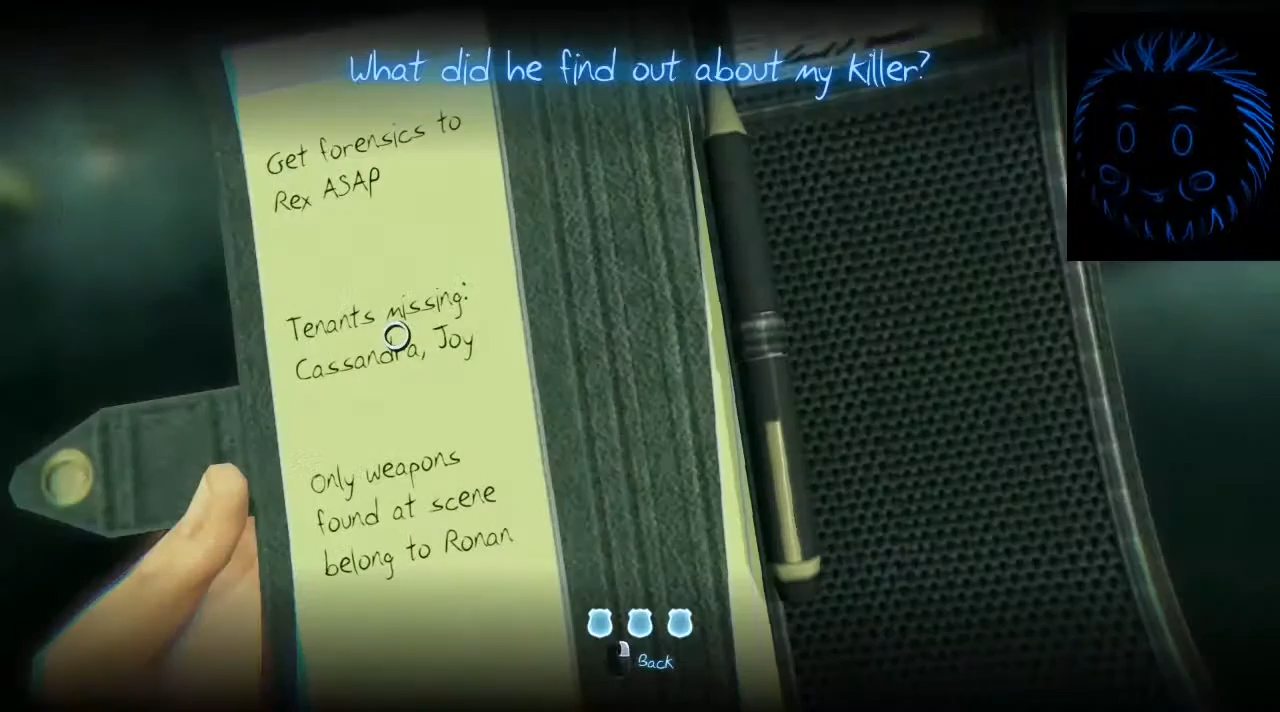 What did he find out about my killer?
Get forensics to
Rex ASAP
Tenants missing:
Cassandra, Joy
Only weapons
found at scene
belong to Ronan
Back